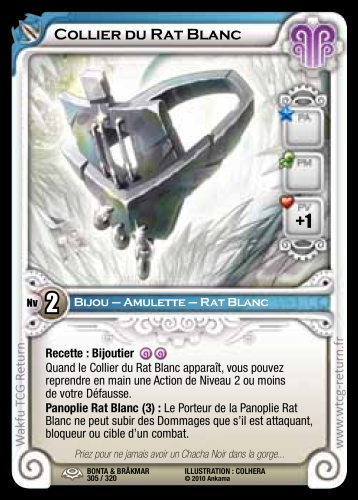 Collier du Rat Blanc
PA
PM
PV
+1
Nv 2 Bijou – Amulette – Rat Blanc
Recette : Bijoutier
Quand le Collier du Rat Blanc apparaît, vous pouvez
reprendre en main une Action de Niveau 2 ou moins
de votre Défausse.
Panoplie Rat Blanc (3) : Le Porteur de la Panoplie Rat
Blanc ne peut subir des Dommages que s'il est attaquant,
bloqueur ou cible d'un combat.
Priez pour ne jamais avoir un Chacha Noir dans la gorge...
BONTA & BRÂKMAR
305 / 320
ILLUSTRATION : COLHERA
© 2010 Ankama
Wakfu TCG Return
www.wtcg-return.fr